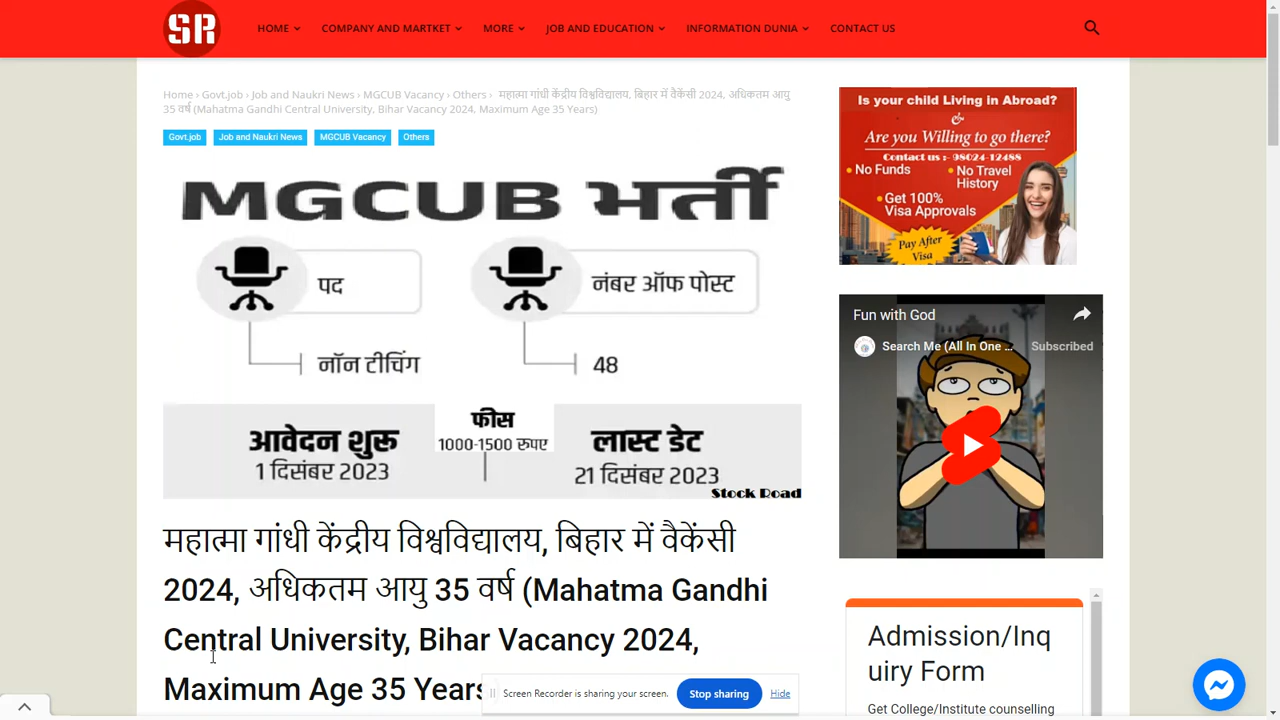 SR
HOME
COMPANY AND MARTKET
MORE
JOB AND EDUCATION
INFORMATION DUNIA
CONTACT US
Home › Govt.job › Job and Naukri News › MGCUB Vacancy › Others › महात्मा गांधी केंद्रीय विश्वविद्यालय, बिहार में वैकेंसी 2024, अधिकतम आयु
35 वर्ष (Mahatma Gandhi Central University, Bihar Vacancy 2024, Maximum Age 35 Years)
Govt.job
Job and Naukri News
MGCUB Vacancy
Others
MGCUB भर्ती
पद
नंबर ऑफ पोस्ट
नॉन टीचिंग
48
आवेदन शुरू
1 दिसंबर 2023
फीस
1000-1500 रुपए
लास्ट डेट
21 दिसंबर 2023
Stock Road
महात्मा गांधी केंद्रीय विश्वविद्यालय, बिहार में वैकेंसी
2024, अधिकतम आयु 35 वर्ष (Mahatma Gandhi
Central University, Bihar Vacancy 2024,
Maximum Age 35 Years
Is your child Living in Abroad?
&
Are you Willing to go there?
Contact us :- 98024-12488
No Funds
No Travel
History
Get 100%
Visa Approvals
Pay After
Visa
Fun with God
Search Me (All In One ...
Subscribed
Admission/Inq
uiry Form
Get College/Institute counselling
Screen Recorder is sharing your screen.
Stop sharing
Hide